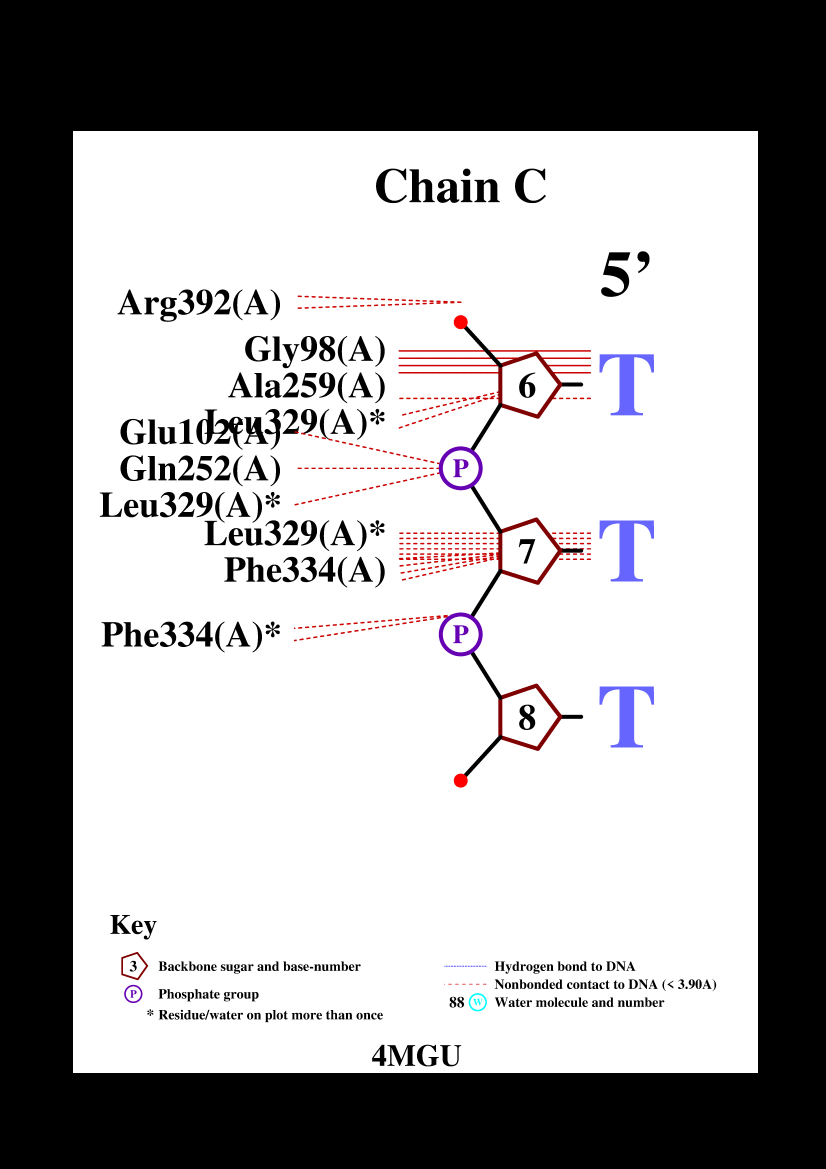 Chain C
5’
Arg392(A)
Gly98(A)
T
6
Ala259(A)
Leu329(A)*
Glu102(A)
P
Gln252(A)
Leu329(A)*
Leu329(A)*
7
T
Phe334(A)
P
Phe334(A)*
8
T
Key
3 Backbone sugar and base-number
P Phosphate group
* Residue/water on plot more than once
Hydrogen bond to DNA
Nonbonded contact to DNA (< 3.90A)
88 W Water molecule and number
4MGU